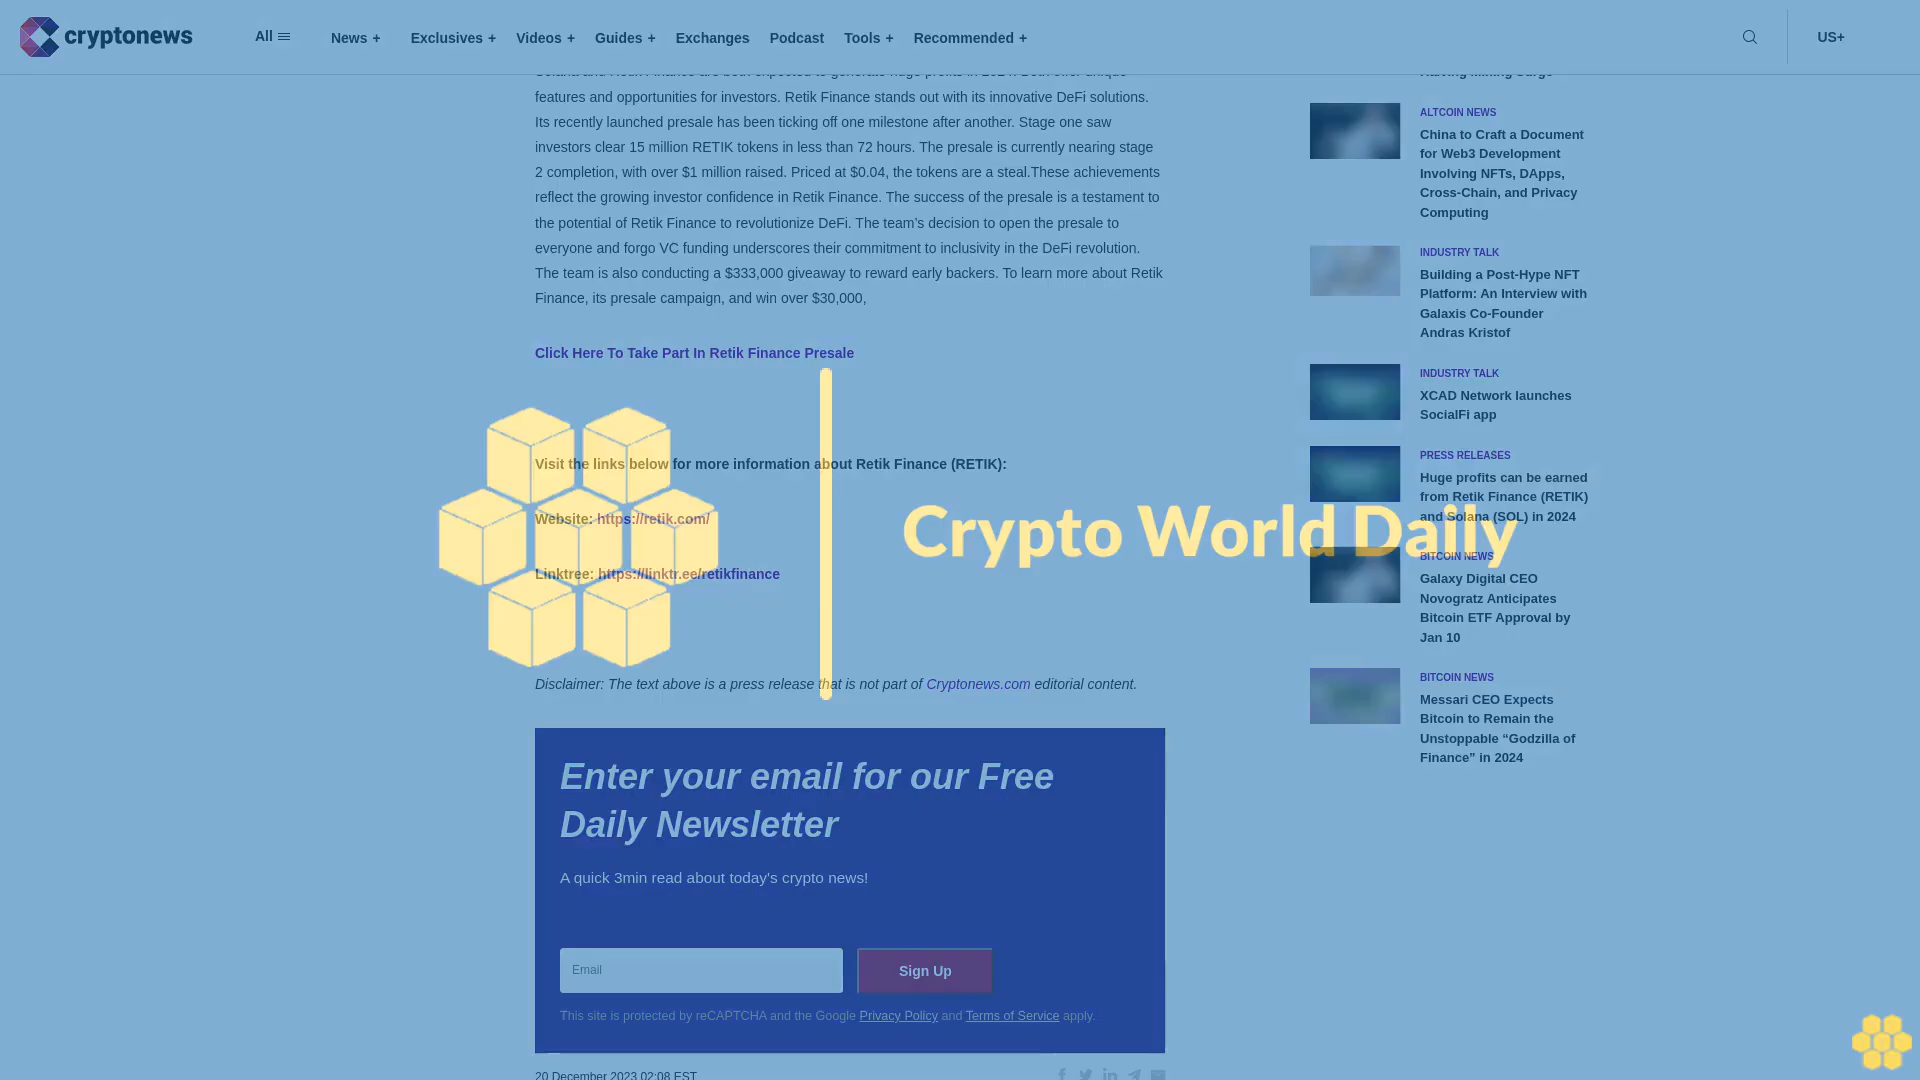 cryptonews
All
News +
Exclusives +
Videos +
Guides +
Exchanges
Podcast
Tools +
Recommended +
US+
features and opportunities for investors. Retik Finance stands out with its innovative DeFi solutions.
Its recently launched presale has been ticking off one milestone after another. Stage one saw
investors clear 15 million RETIK tokens in less than 72 hours. The presale is currently nearing stage
2 completion, with over $1 million raised. Priced at $0.04, the tokens are a steal.These achievements
reflect the growing investor confidence in Retik Finance. The success of the presale is a testament to
the potential of Retik Finance to revolutionize DeFi. The team’s decision to open the presale to
everyone and forgo VC funding underscores their commitment to inclusivity in the DeFi revolution.
The team is also conducting a $333,000 giveaway to reward early backers. To learn more about Retik
Finance, its presale campaign, and win over $30,000,
Click Here To Take Part In Retik Finance Presale
Visit the links below for more information about Retik Finance (RETIK):
Website: https://retik.com/
Linktree: https://linktr.ee/retikfinance
Crypto World Daily
Disclaimer: The text above is a press release that is not part of Cryptonews.com editorial content.
Enter your email for our Free
Daily Newsletter
A quick 3min read about today's crypto news!
Email
Sign Up
This site is protected by reCAPTCHA and the Google Privacy Policy and Terms of Service apply.
20 December 2023 02:08 EST
ALTCOIN NEWS
China to Craft a Document
for Web3 Development
Involving NFTs, DApps,
Cross-Chain, and Privacy
Computing
INDUSTRY TALK
Building a Post-Hype NFT
Platform: An Interview with
Galaxis Co-Founder
Andras Kristof
INDUSTRY TALK
XCAD Network launches
SocialFi app
PRESS RELEASES
Huge profits can be earned
from Retik Finance (RETIK)
and Solana (SOL) in 2024
BITCOIN NEWS
Galaxy Digital CEO
Novogratz Anticipates
Bitcoin ETF Approval by
Jan 10
BITCOIN NEWS
Messari CEO Expects
Bitcoin to Remain the
Unstoppable “Godzilla of
Finance” in 2024